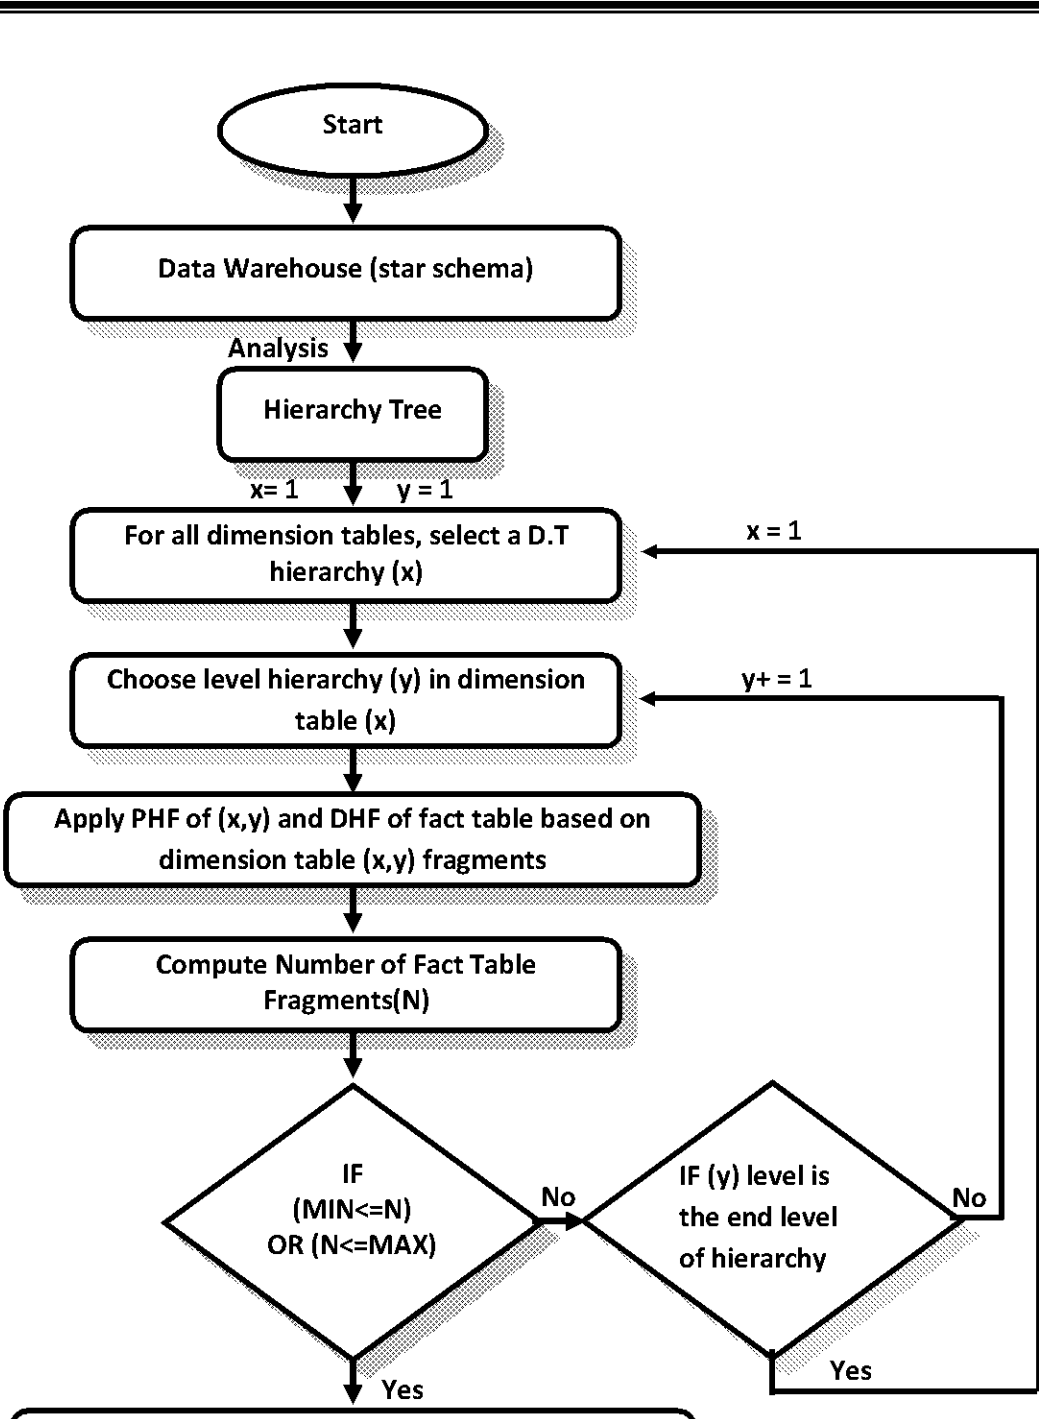 Start
Data Warehouse (star schema)
Analysis
Hierarchy Tree
x= 1
y = 1
For all dimension tables, select a D.T
hierarchy (x)
x = 1
Choose level hierarchy (y) in dimension
table (x)
y+ = 1
Apply PHF of (x,y) and DHF of fact table based on
dimension table (x,y) fragments
Compute Number of Fact Table
Fragments(N)
IF
(MIN<=N)
OR (N<=MAX)
No
IF (y) level is
the end level
of hierarchy
No
Yes
Yes